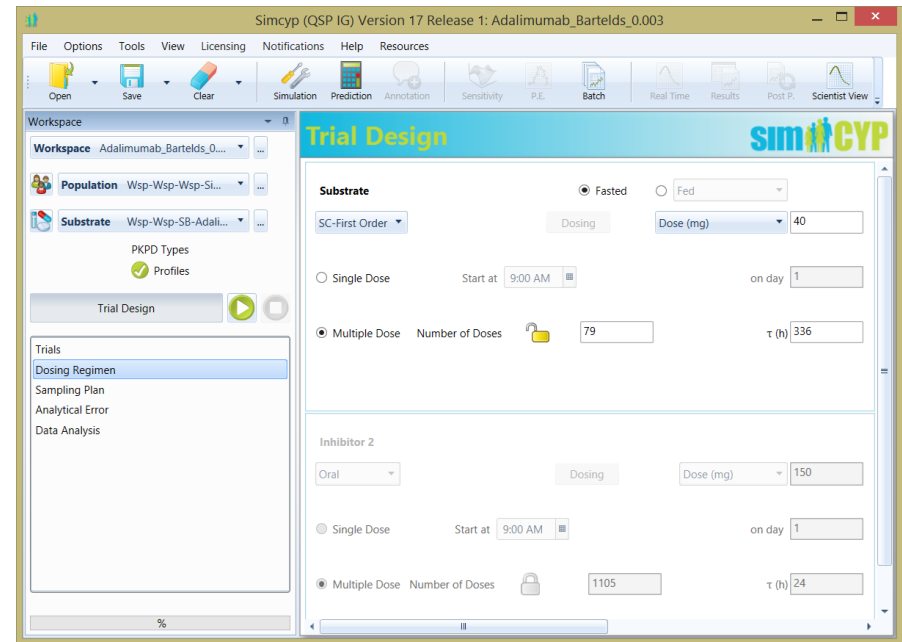 Simcyp (QSP IG) Version 17 Release 1: Adalimumab_Bartelds_0.003
File Options Tools View Licensing Notifications Help Resources
Open Save Clear Simulation Prediction Annotation Sensitivity P.E. Batch Real Time Results Post P. Scientist View
Workspace
Workspace Adalimumab_Bartelds_0.... ...
Population Wsp-Wsp-Wsp-Si... ...
Substrate Wsp-Wsp-SB-Adali... ...
PKPD Types
Profiles
Trial Design
Trials
Dosing Regimen
Sampling Plan
Analytical Error
Data Analysis
%
Trial Design simCYP
Substrate Fasted Fed
SC-First Order Dosing Dose (mg) 40
Single Dose Start at 9:00 AM on day 1
Multiple Dose Number of Doses 79 τ (h) 336
Inhibitor 2
Oral Dosing Dose (mg) 150
Single Dose Start at 9:00 AM on day 1
Multiple Dose Number of Doses 1105 τ (h) 24